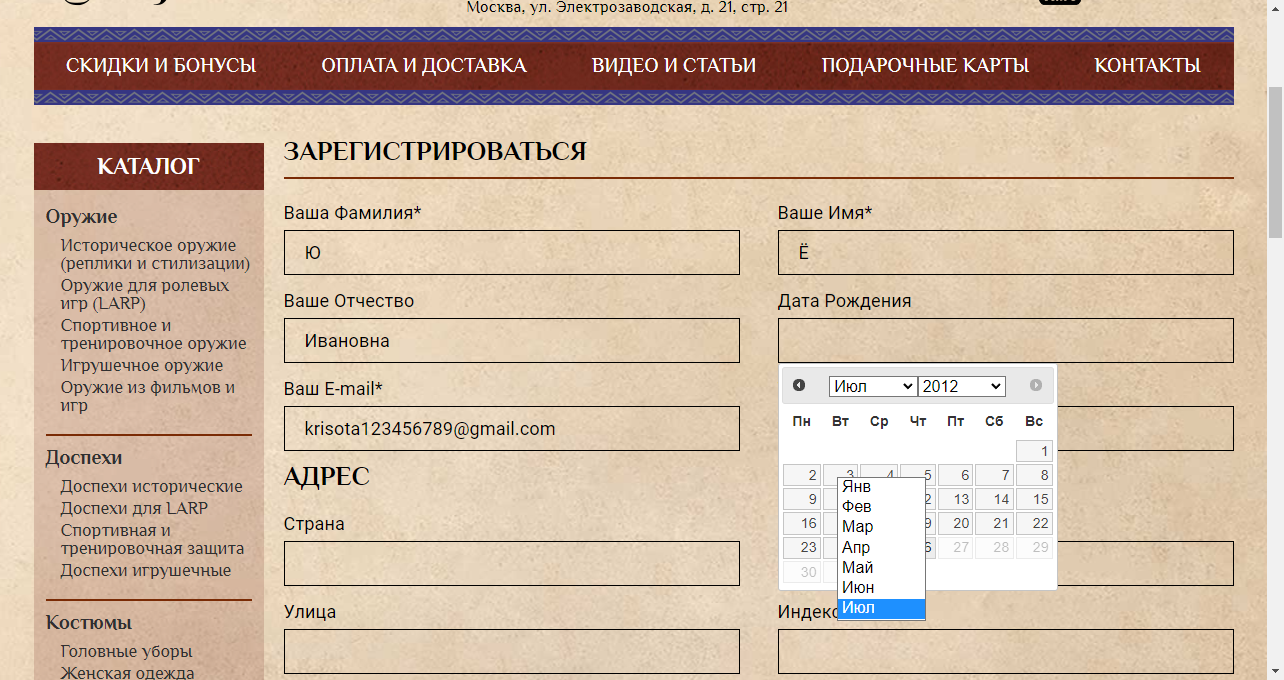 Москва, ул. Электрозаводская, д. 21, стр. 21
СКИДКИ И БОНУСЫ ОПЛАТА И ДОСТАВКА ВИДЕО И СТАТЬИ ПОДАРОЧНЫЕ КАРТЫ КОНТАКТЫ
КАТАЛОГ
Оружие
Историческое оружие
(реплики и стилизации)
Оружие для ролевых
игр (LARP)
Спортивное и
тренировочное оружие
Игрушечное оружие
Оружие из фильмов и
игр
Доспехи
Доспехи исторические
Доспехи для LARP
Спортивная и
тренировочная защита
Доспехи игрушечные
Костюмы
Головные уборы
Женская одежда
ЗАРЕГИСТРИРОВАТЬСЯ
Ваша Фамилия* Ваше Имя*
Ю Ё
Ваше Отчество Дата Рождения
Ивановна
Ваш E-mail*
krisota123456789@gmail.com
Июл 2012
Пн Вт Ср Чт Пт Сб Вс
1
2 3 4 5 6 7 8
9 2 13 14 15
16 9 20 21 22
23 6 27 28 29
30
Янв
Фев
Мар
Апр
Май
Июн
Июл
АДРЕС
Страна
Улица Индекс